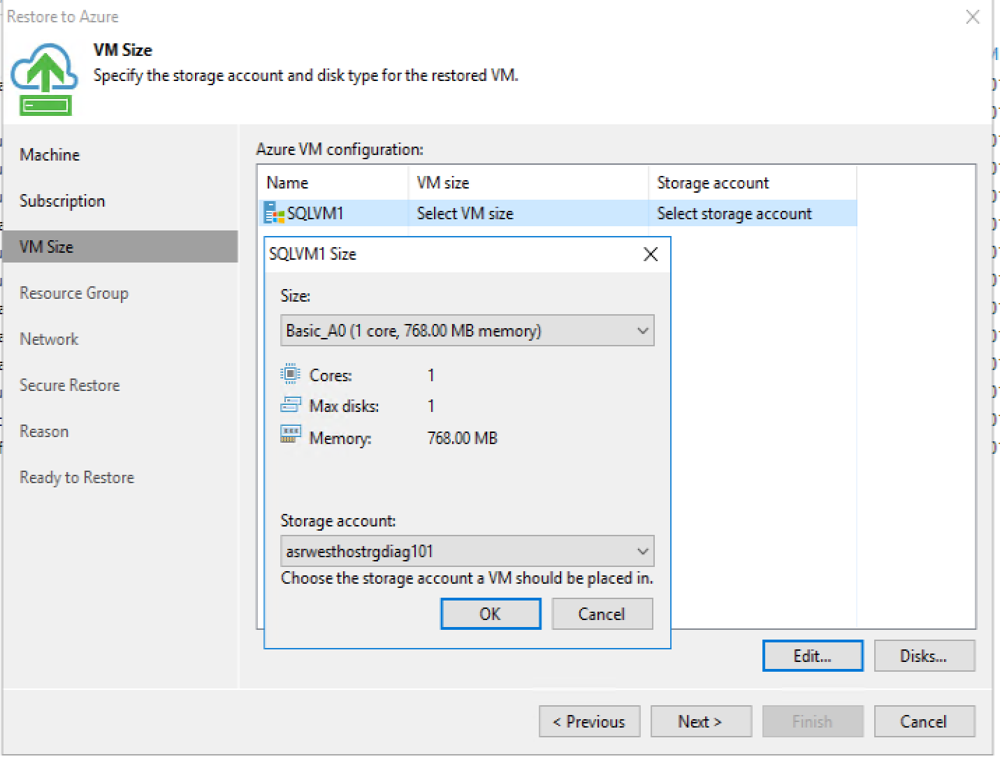 Restore to Azure
VM Size
Specify the storage account and disk type for the restored VM.
Machine
Subscription
VM Size
Resource Group
Network
Secure Restore
Reason
Ready to Restore
Azure VM configuration:
Name VM size Storage account
SQLVM1 Select VM size Select storage account
SQLVM1 Size
Size:
Basic_A0 (1 core, 768.00 MB memory)
Cores: 1
Max disks: 1
Memory: 768.00 MB
Storage account:
asrwesthostrgdiag101
Choose the storage account a VM should be placed in.
OK Cancel
Edit... Disks...
< Previous Next > Finish Cancel